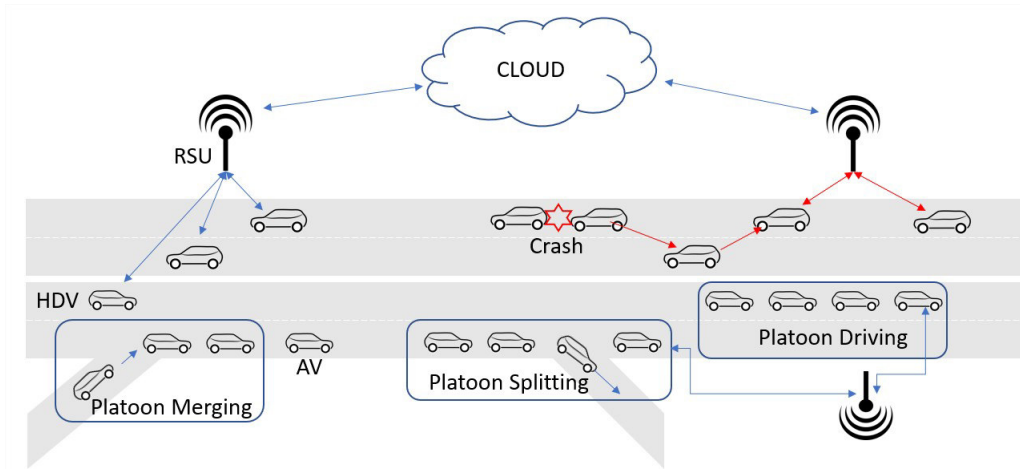 CLOUD
RSU
Crash
HDV
Platoon Driving
AV
Platoon Splitting
Platoon Merging